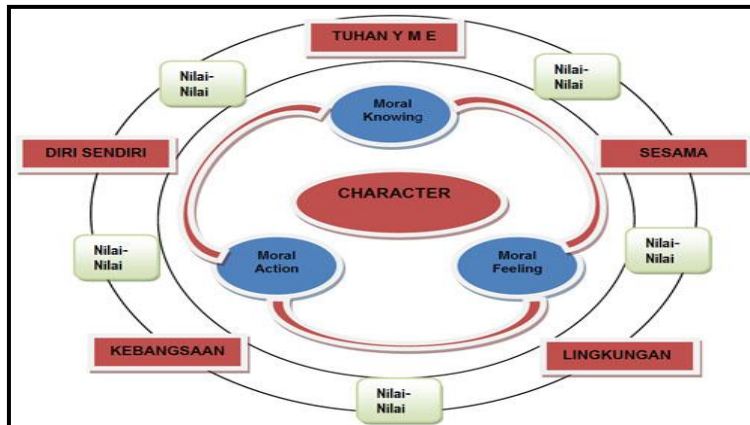 TUHAN Y M E
Nilai-
Nilai
Nilai-
Nilai
Moral
Knowing
DIRI SENDIRI
SESAMA
CHARACTER
Nilai-
Nilai
Moral
Action
Moral
Feeling
Nilai-
Nilai
KEBANGSAAN
LINGKUNGAN
Nilai-
Nilai